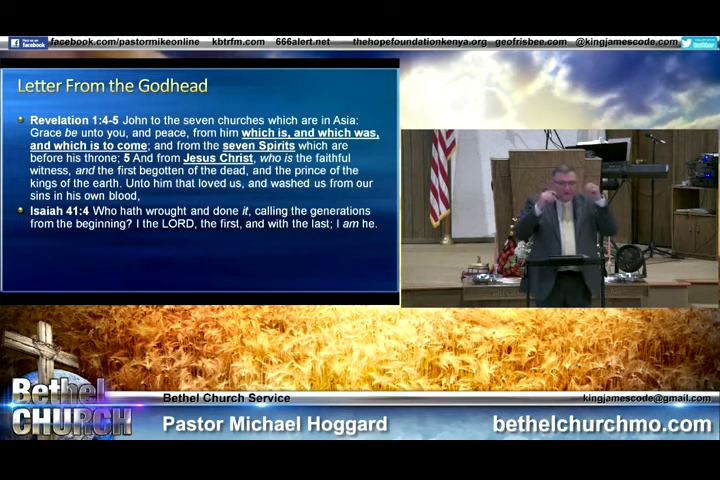 facebook.com/pastormikeonline kbtrfm.com 666alert.net thehopefoundationkenya.org geofrisbee.com @kingjamescode.com
Letter From the Godhead
Revelation 1:4-5 John to the seven churches which are in Asia:
Grace be unto you, and peace, from him which is, and which was,
and which is to come; and from the seven Spirits which are
before his throne; 5 And from Jesus Christ, who is the faithful
witness, and the first begotten of the dead, and the prince of the
kings of the earth. Unto him that loved us, and washed us from our
sins in his own blood,
Isaiah 41:4 Who hath wrought and done it, calling the generations
from the beginning? I the LORD, the first, and with the last; I am he.
Bethel
CHURCH
Bethel Church Service
kingjamescode@gmail.com
Pastor Michael Hoggard
bethelchurchmo.com